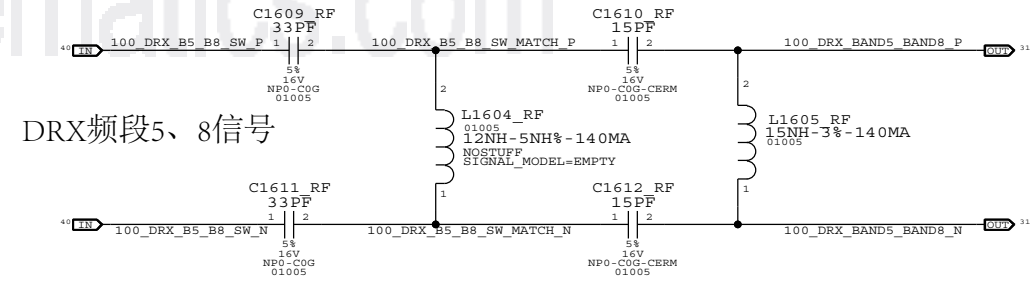 C1609_RF
33PF
C1610_RF
15PF
40 IN 100_DRX_B5_B8_SW_P 1 2 100_DRX_B5_B8_SW_MATCH_P 1 2 100_DRX_BAND5_BAND8_P OUT 31
5%
16V
NP0-C0G
01005
5%
16V
NP0-C0G-CERM
01005
2
2
DRX频段5、8信号
L1604_RF
01005
12NH-5NH%-140MA
NOSTUFF
SIGNAL_MODEL=EMPTY
L1605_RF
15NH-3%-140MA
01005
1
1
C1611_RF
33PF
C1612_RF
15PF
40 IN 100_DRX_B5_B8_SW_N 1 2 100_DRX_B5_B8_SW_MATCH_N 1 2 100_DRX_BAND5_BAND8_N OUT 31
5%
16V
NP0-C0G
01005
5%
16V
NP0-C0G-CERM
01005